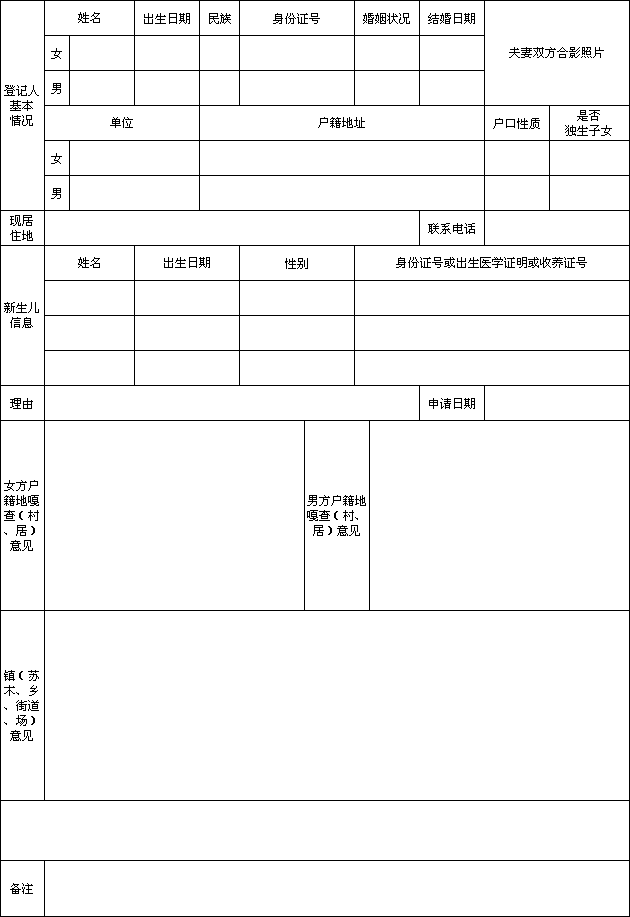 姓名 出生日期 民族 身份证号 婚姻状况 结婚日期 夫妻双方合影照片
女
男
登记人
基本
情况
单位 户籍地址 户口性质 是否
独生子女
女
男
现居
住地
联系电话
姓名 出生日期 性别 身份证号或出生医学证明或收养证号
新生儿
信息
理由 申请日期
女方户
籍地嘎
查（村
、居）
意见
男方户籍地
嘎查（村、
居）意见
镇（苏
木、乡
、街道
、场）
意见
备注